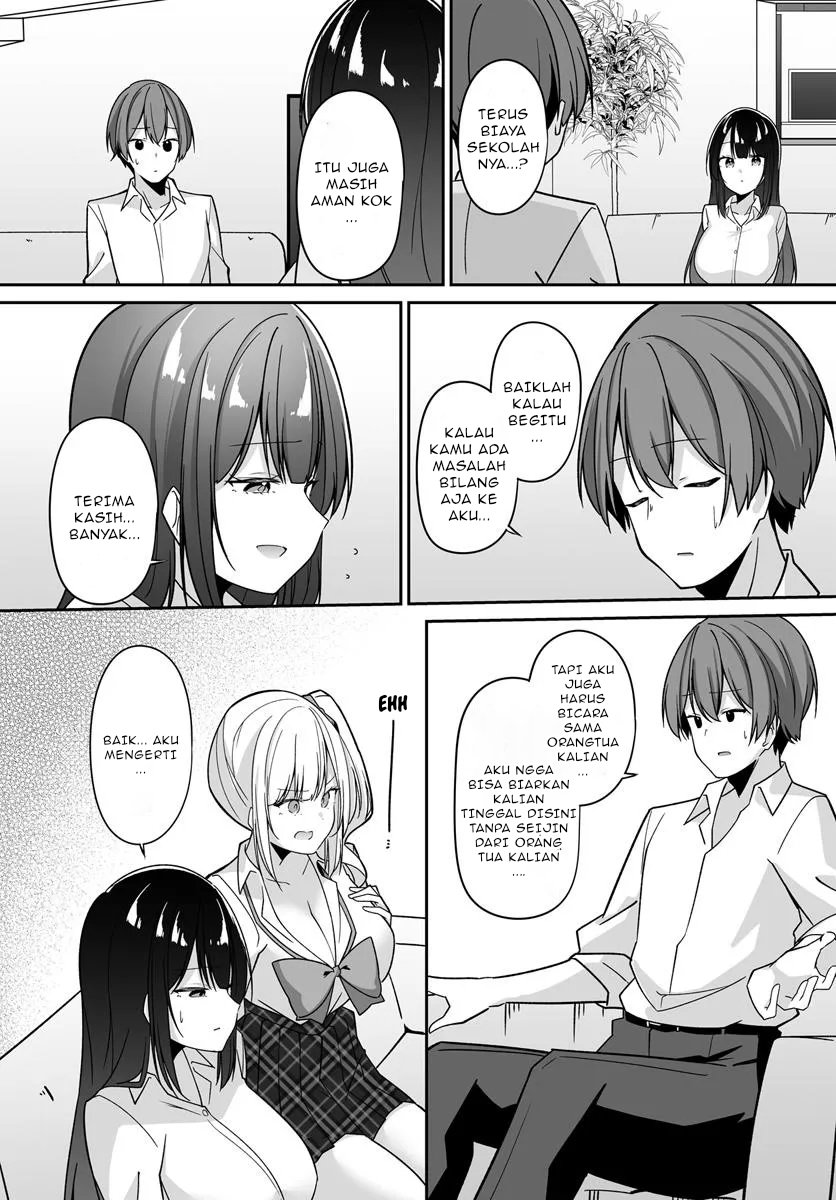 TERUS
BIAYA
SEKOLAH
NYA...?
ITU JUGA
MASIH
AMAN KOK
...
BAIKLAH
KALAU
BEGITU
...
KALAU
KAMU ADA
MASALAH
BILANG
AJA KE
AKU...
TERIMA
KASIH...
BANYAK...
TAPI AKU
JUGA
HARUS
BICARA
SAMA
ORANGTUA
KALIAN
...
AKU NGGA
BISA BIARKAN
KALIAN
TINGGAL DISINI
TANPA SEIJIN
DARI ORANG
TUA KALIAN
....
EHH
...
BAIK... AKU
MENGERTI
...